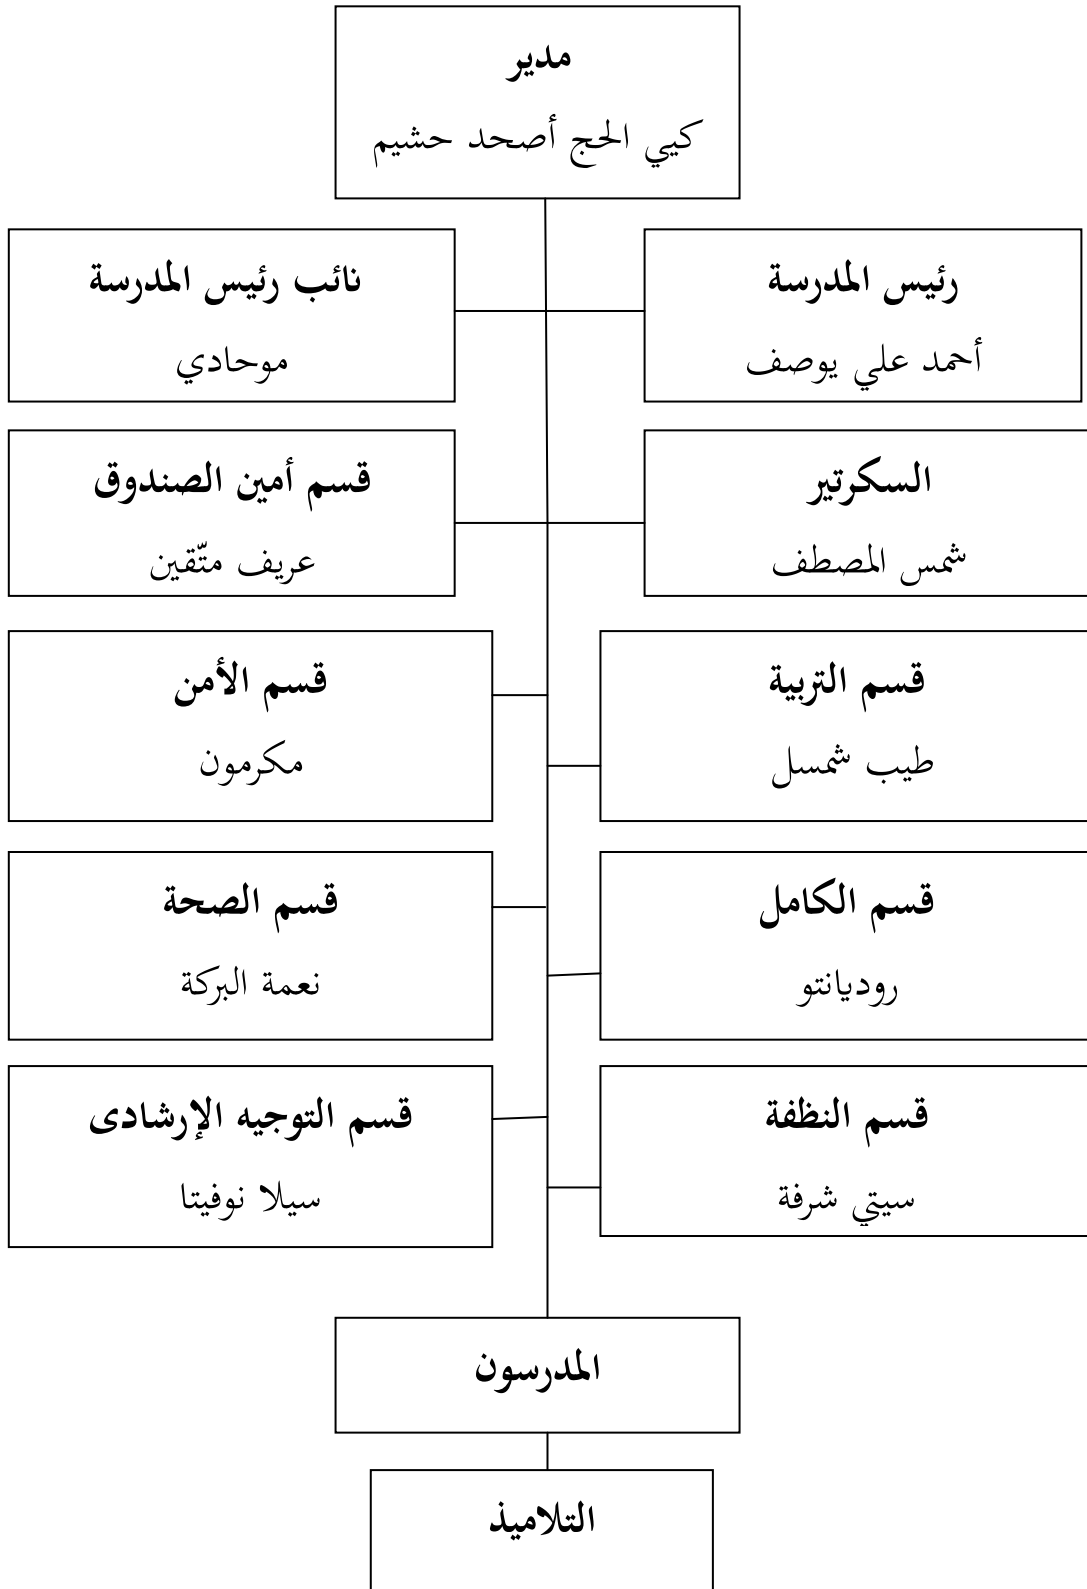 مدير
كيي الحج أصحد حشيم
رئيس المدرسة
أحمد علي يوصف
نائب رئيس المدرسة
موحادي
السكرتير
شمس المصطف
قسم أمين الصندوق
عريف متّقين
قسم التربية
طيب شمسل
قسم الأمن
مكرمون
قسم الكامل
روديانتو
قسم الصحة
نعمة البركة
قسم النظفة
سيتي شرفة
قسم التوجيه الإرشادى
سيلا نوفيتا
المدرسون
التلاميذ